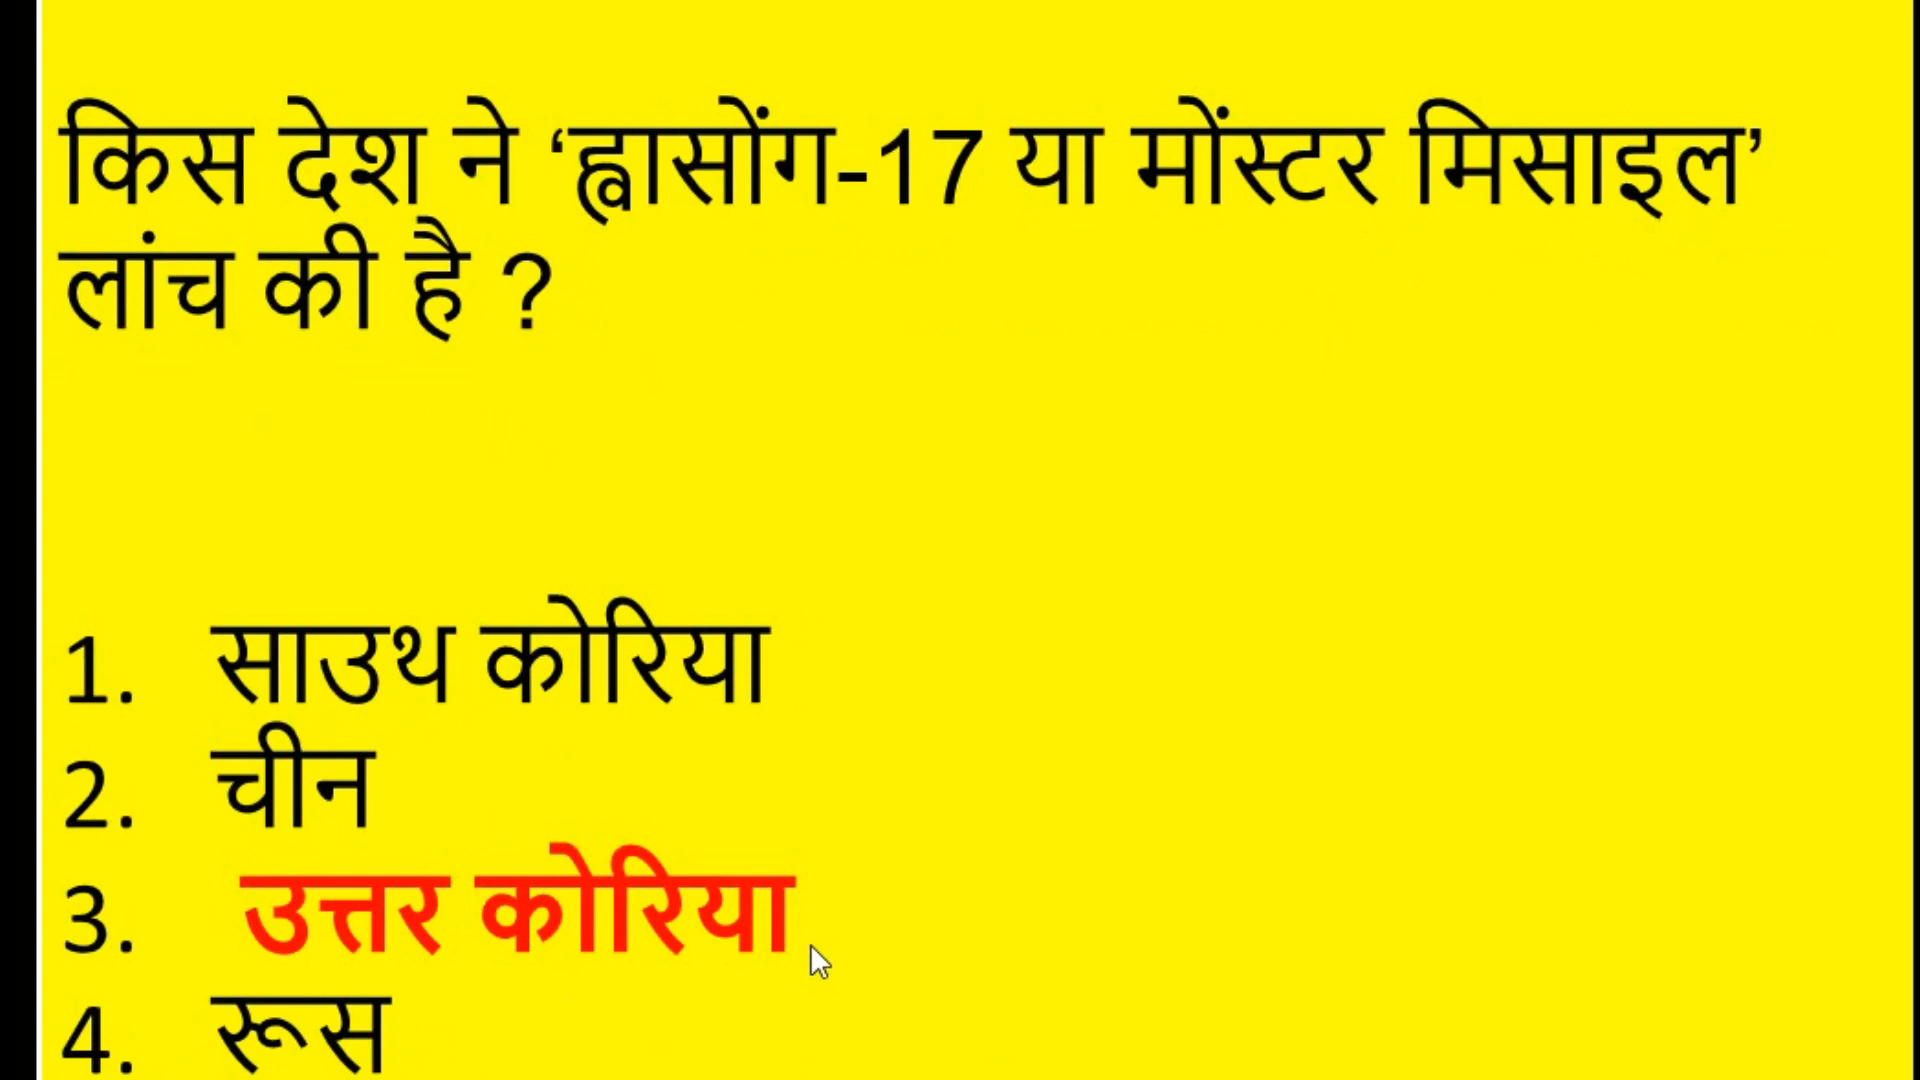 किस देश ने ‘ह्वासोंग-17 या मोंस्टर मिसाइल’
लांच की है ?
1. साउथ कोरिया
2. चीन
3. उत्तर कोरिया
4. रूस